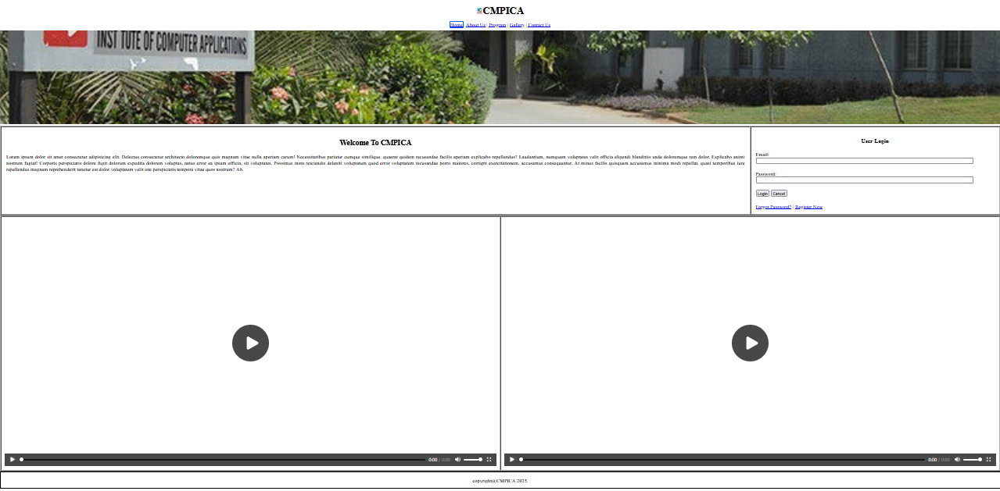 CMPICA
Home | About Us | Program | Gallery | Contact Us
INST TUTE OF COMPUTER APPLICATIONS
Welcome To CMPICA
Lorem ipsum dolor sit amet consectetur adipisicing elit. Delectus consectetur architecto doloremque quis magnam vitae nulla aperiam earum! Necessitatibus pariatur cumque similique, quaerat quidem recusandae facilis aperiam explicabo repellendus? Laudantium, numquam voluptates velit officia eligendi blanditiis unde doloremque rem dolor. Explicabo animi
nostrum fugiat! Corporis perspiciatis dolore fugit dolorum expedita dolorem voluptas, natus error ea ipsum officia, sit voluptates. Possimus iusto reiciendis deleniti voluptatum quod error voluptatem recusandae porro maiores, corrupti exercitationem, accusamus consequuntur. At minus facilis quisquam accusamus minima modi repellat, quasi temporibus iure
repellendus magnam reprehenderit tenetur est dolor voluptatem velit iste perspiciatis tempore vitae quos nostrum? Ab.
User Login
Email:
Password:
Login Cancel
Forgot Password? | Register Now
0:00 / 0:00
0:00 / 0:00
copyright@CMPICA 2025.